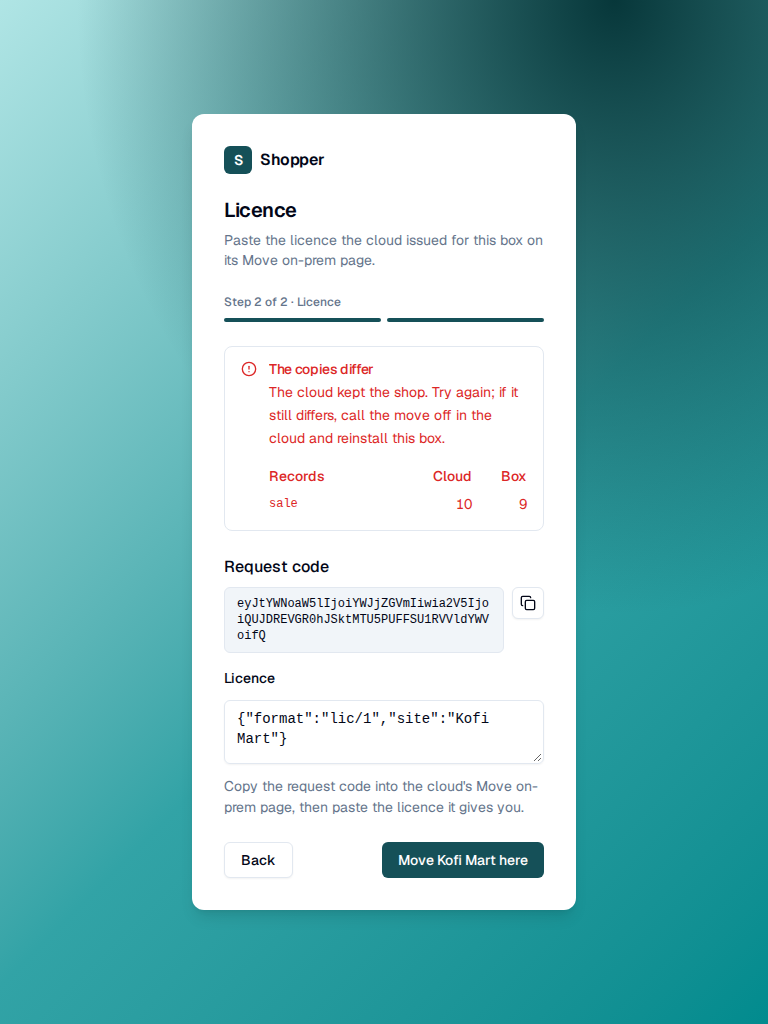 S Shopper
Licence
Paste the licence the cloud issued for this box on
its Move on-prem page.
Step 2 of 2 · Licence
The copies differ
The cloud kept the shop. Try again; if it
still differs, call the move off in the
cloud and reinstall this box.
Records Cloud Box
sale 10 9
Request code
eyJtYWNoaW5lIjoiYWJjZGVmIiwia2V5Ijo
iQUJDREVGR0hJSktMTU5PUFFSU1RVVldYWV
oifQ
Licence
{"format":"lic/1","site":"Kofi
Mart"}
Copy the request code into the cloud's Move on-
prem page, then paste the licence it gives you.
Back Move Kofi Mart here